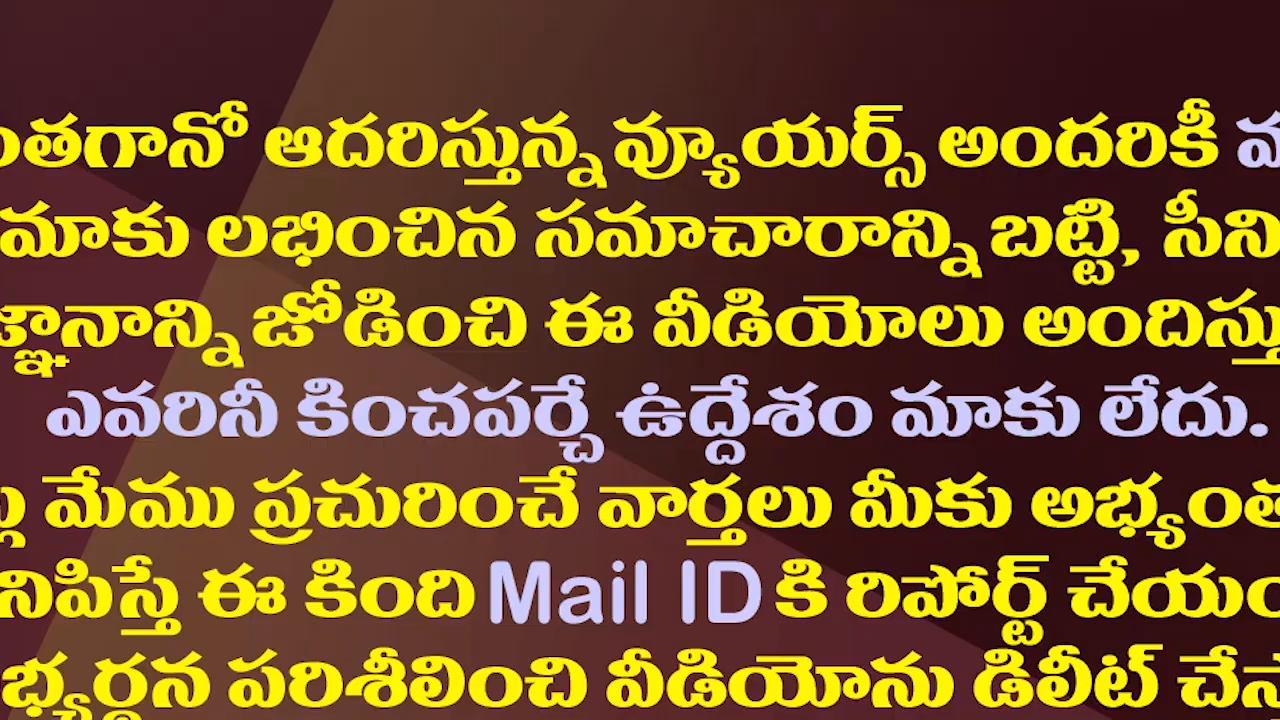 ంతగానో ఆదరిస్తున్న వ్యూయర్స్ అందరికీ
మాకు లభించిన సమాచారాన్ని బట్టి, సీని
జ్ఞానాన్ని జోడించి ఈ వీడియోలు అందిస్తు
ఎవరినీ కించపర్చే ఉద్దేశం మాకు లేదు.
మేము ప్రచురించే వార్తలు మీకు అభ్యంత
నిపిస్తే ఈ కింది Mail ID కి రిపోర్ట్ చేయం
భ్యర్థన పరిశీలించి వీడియోను డిలీట్ చేస